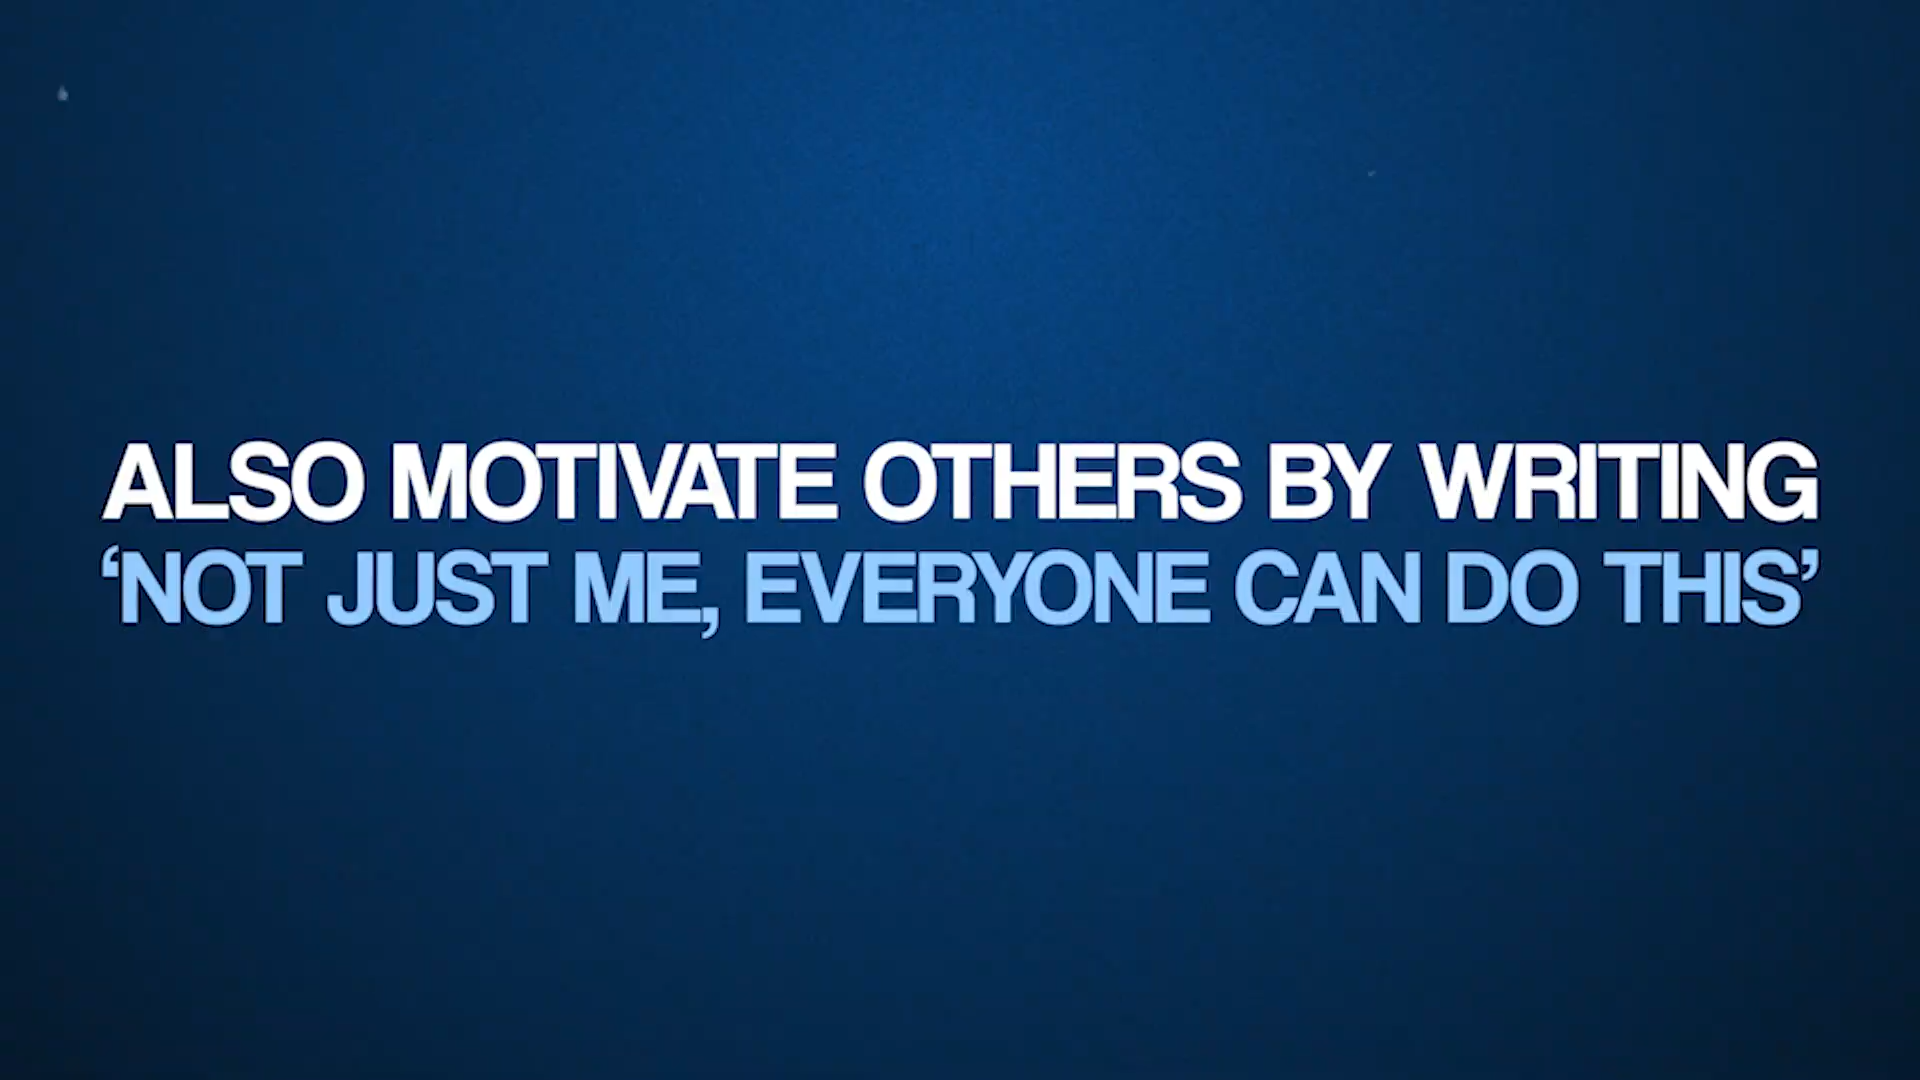 ALSO MOTIVATE OTHERS BY WRITING
‘NOT JUST ME, EVERYONE CAN DO THIS’